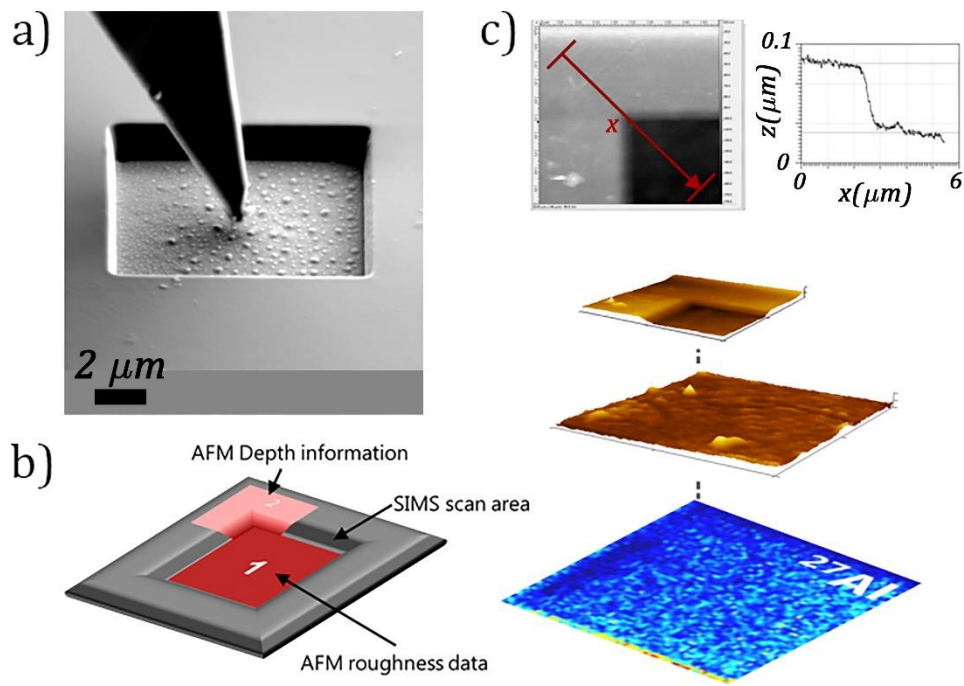 a)
2 μm
b)
AFM Depth information
2
SIMS scan area
1
AFM roughness data
c)
x
0.1
z(μm)
0
0
6
x(μm)
27Al